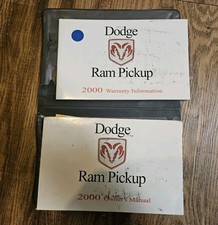 Dodge
Ram Pickup
2000 Warranty Information
Dodge
Ram Pickup
2000 Owner's Manual